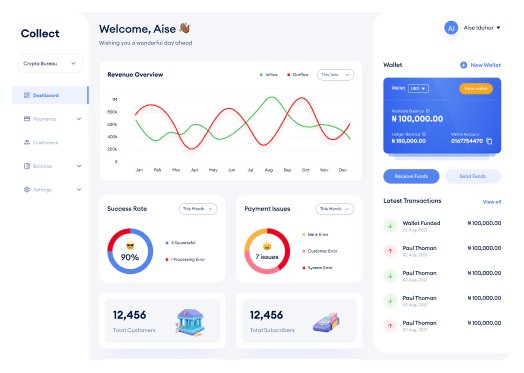 Collect
Crypto Bureau
Dashboard
Payments
Customers
Balance
Settings
Welcome, Aise
Wishing you a wonderful day ahead
Revenue Overview
Inflow
Outflow
This Year
1M
800k
600k
400k
200k
0
Jan Feb Mar Apr May Jun Jul Aug Sep Oct Nov Dec
Success Rate
This Month
90%
3 Successful
1 Processing Error
Payment Issues
This Month
7 issues
Bank Error
Customer Error
System Error
12,456
Total Customers
12,456
Total Subscribers
AI
Aise Idahor
Wallet
New Wallet
Wallet
USD
Fund wallet
Available Balance
₦ 100,000.00
Ledger Balance
₦ 180,000.00
0167754470
Receive Funds
Send Funds
Latest Transactions
View all
Wallet Funded
₦ 100,000.00
02 Aug, 2021
Paul Thoman
₦ 100,000.00
02 Aug, 2021
Paul Thoman
₦ 100,000.00
02 Aug, 2021
Paul Thoman
₦ 100,000.00
02 Aug, 2021
Paul Thoman
₦ 100,000.00
02 Aug, 2021